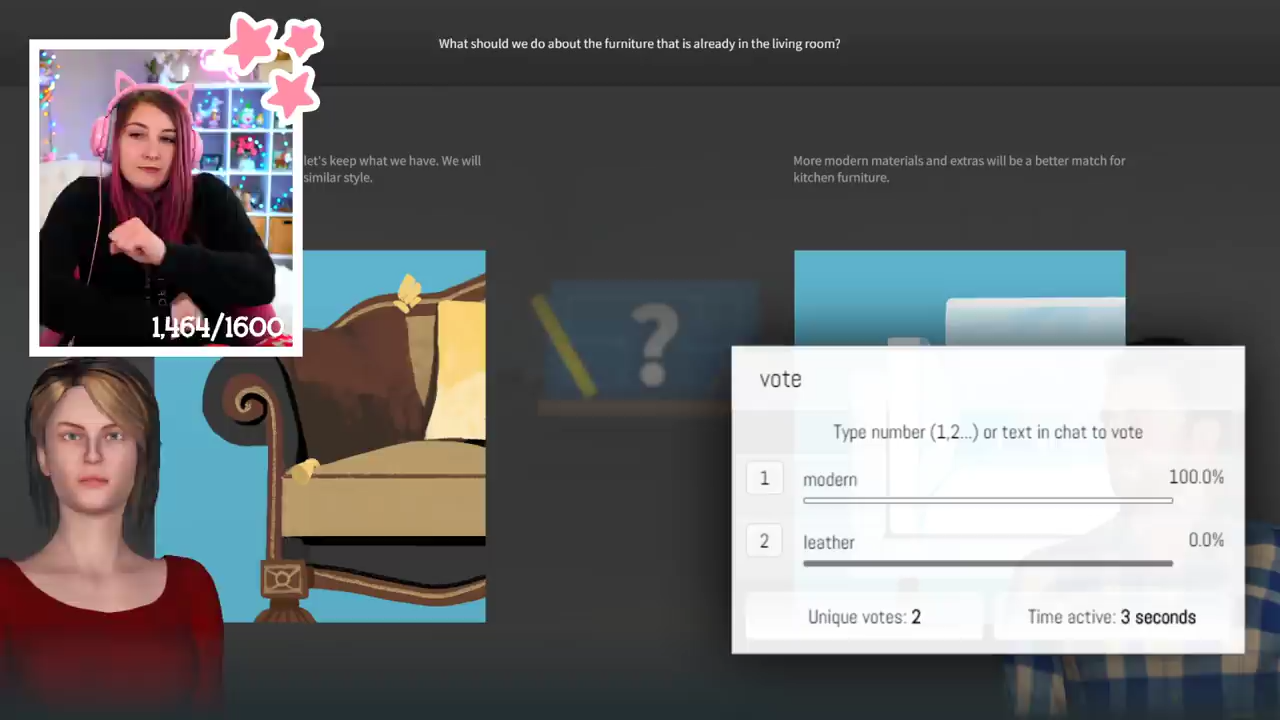 What should we do about the furniture that is already in the living room?
let's keep what we have. We will
similar style.
More modern materials and extras will be a better match for
kitchen furniture.
1,464/1600
vote
Type number (1,2...) or text in chat to vote
1 modern 100.0%
2 leather 0.0%
Unique votes: 2 Time active: 3 seconds
?